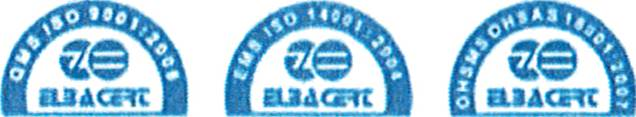 QMS ISO 9001:2008
ELBACERT
EMS ISO 14001:2004
ELBACERT
OHSMS OHSAS 18001:2007
ELBACERT